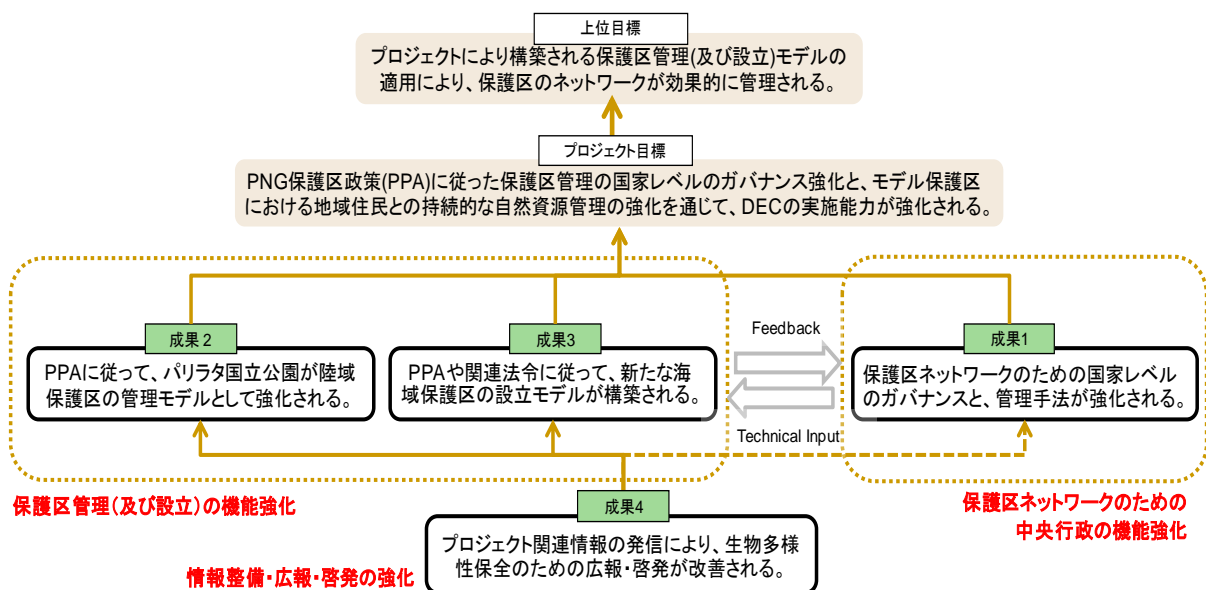 上位目標
プロジェクトにより構築される保護区管理(及び設立)モデルの
適用により、保護区のネットワークが効果的に管理される。
プロジェクト目標
PNG保護区政策(PPA)に従った保護区管理の国家レベルのガバナンス強化と、モデル保護区
における地域住民との持続的な自然資源管理の強化を通じて、DECの実施能力が強化される。
成果2
PPAに従って、パリラタ国立公園が陸域
保護区の管理モデルとして強化される。
成果3
PPAや関連法令に従って、新たな海
域保護区の設立モデルが構築される。
Feedback
Technical Input
成果1
保護区ネットワークのための国家レベル
のガバナンスと、管理手法が強化される。
保護区管理(及び設立)の機能強化
保護区ネットワークのための
中央行政の機能強化
成果4
プロジェクト関連情報の発信により、生物多様
性保全のための広報・啓発が改善される。
情報整備・広報・啓発の強化